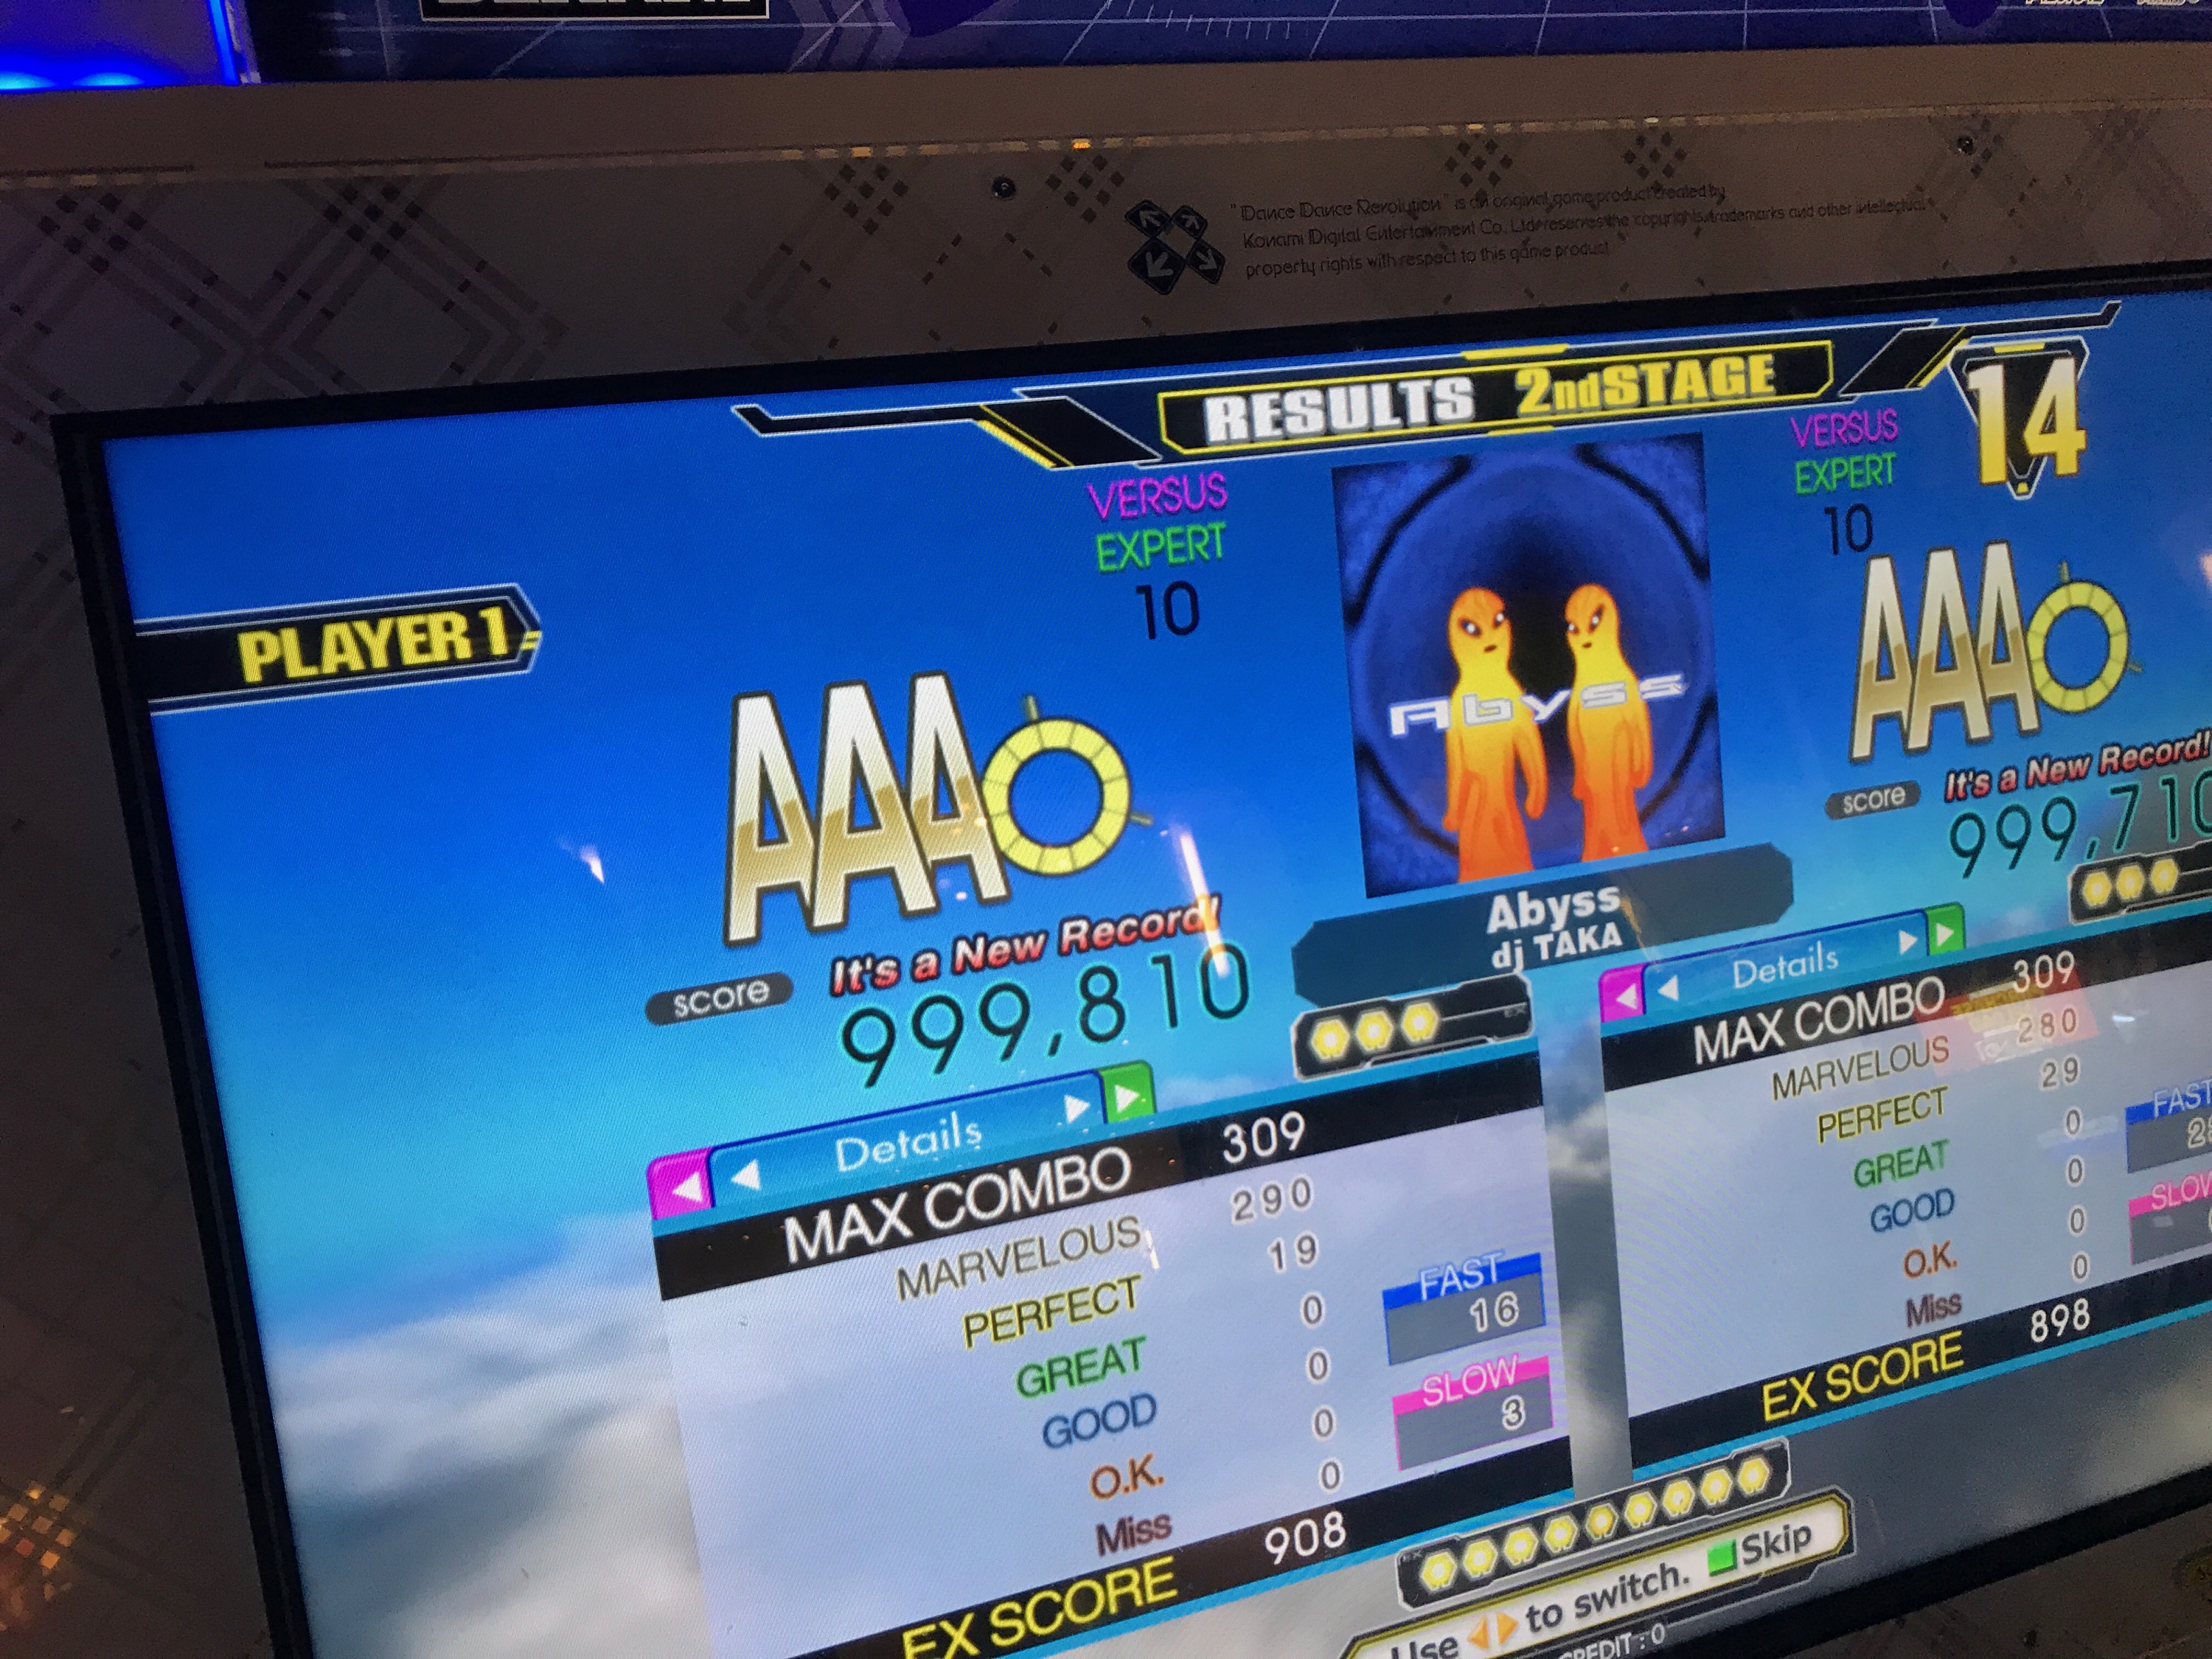 "Dance Dance Revolution" is an original game product created by
Konami Digital Entertainment Co., Ltd. reserves the copyrights, trademarks and other intellectual
property rights with respect to this game product.
RESULTS 2ndSTAGE
14
VERSUS
EXPERT
10
VERSUS
EXPERT
10
PLAYER 1
Abyss
AAA
It's a New Record!
score 999,810
AAA
It's a New Record!
score 999,710
Abyss
dj TAKA
EX
Details
MAX COMBO 309
MARVELOUS 290
PERFECT 19
GREAT 0
GOOD 0
O.K. 0
Miss 0
EX SCORE 908
FAST
16
SLOW
3
Details
MAX COMBO 309
MARVELOUS 280
PERFECT 29
GREAT 0
GOOD 0
O.K. 0
Miss 0
EX SCORE 898
FAST
SLOW
EX
Use to switch. Skip
CREDIT : 0